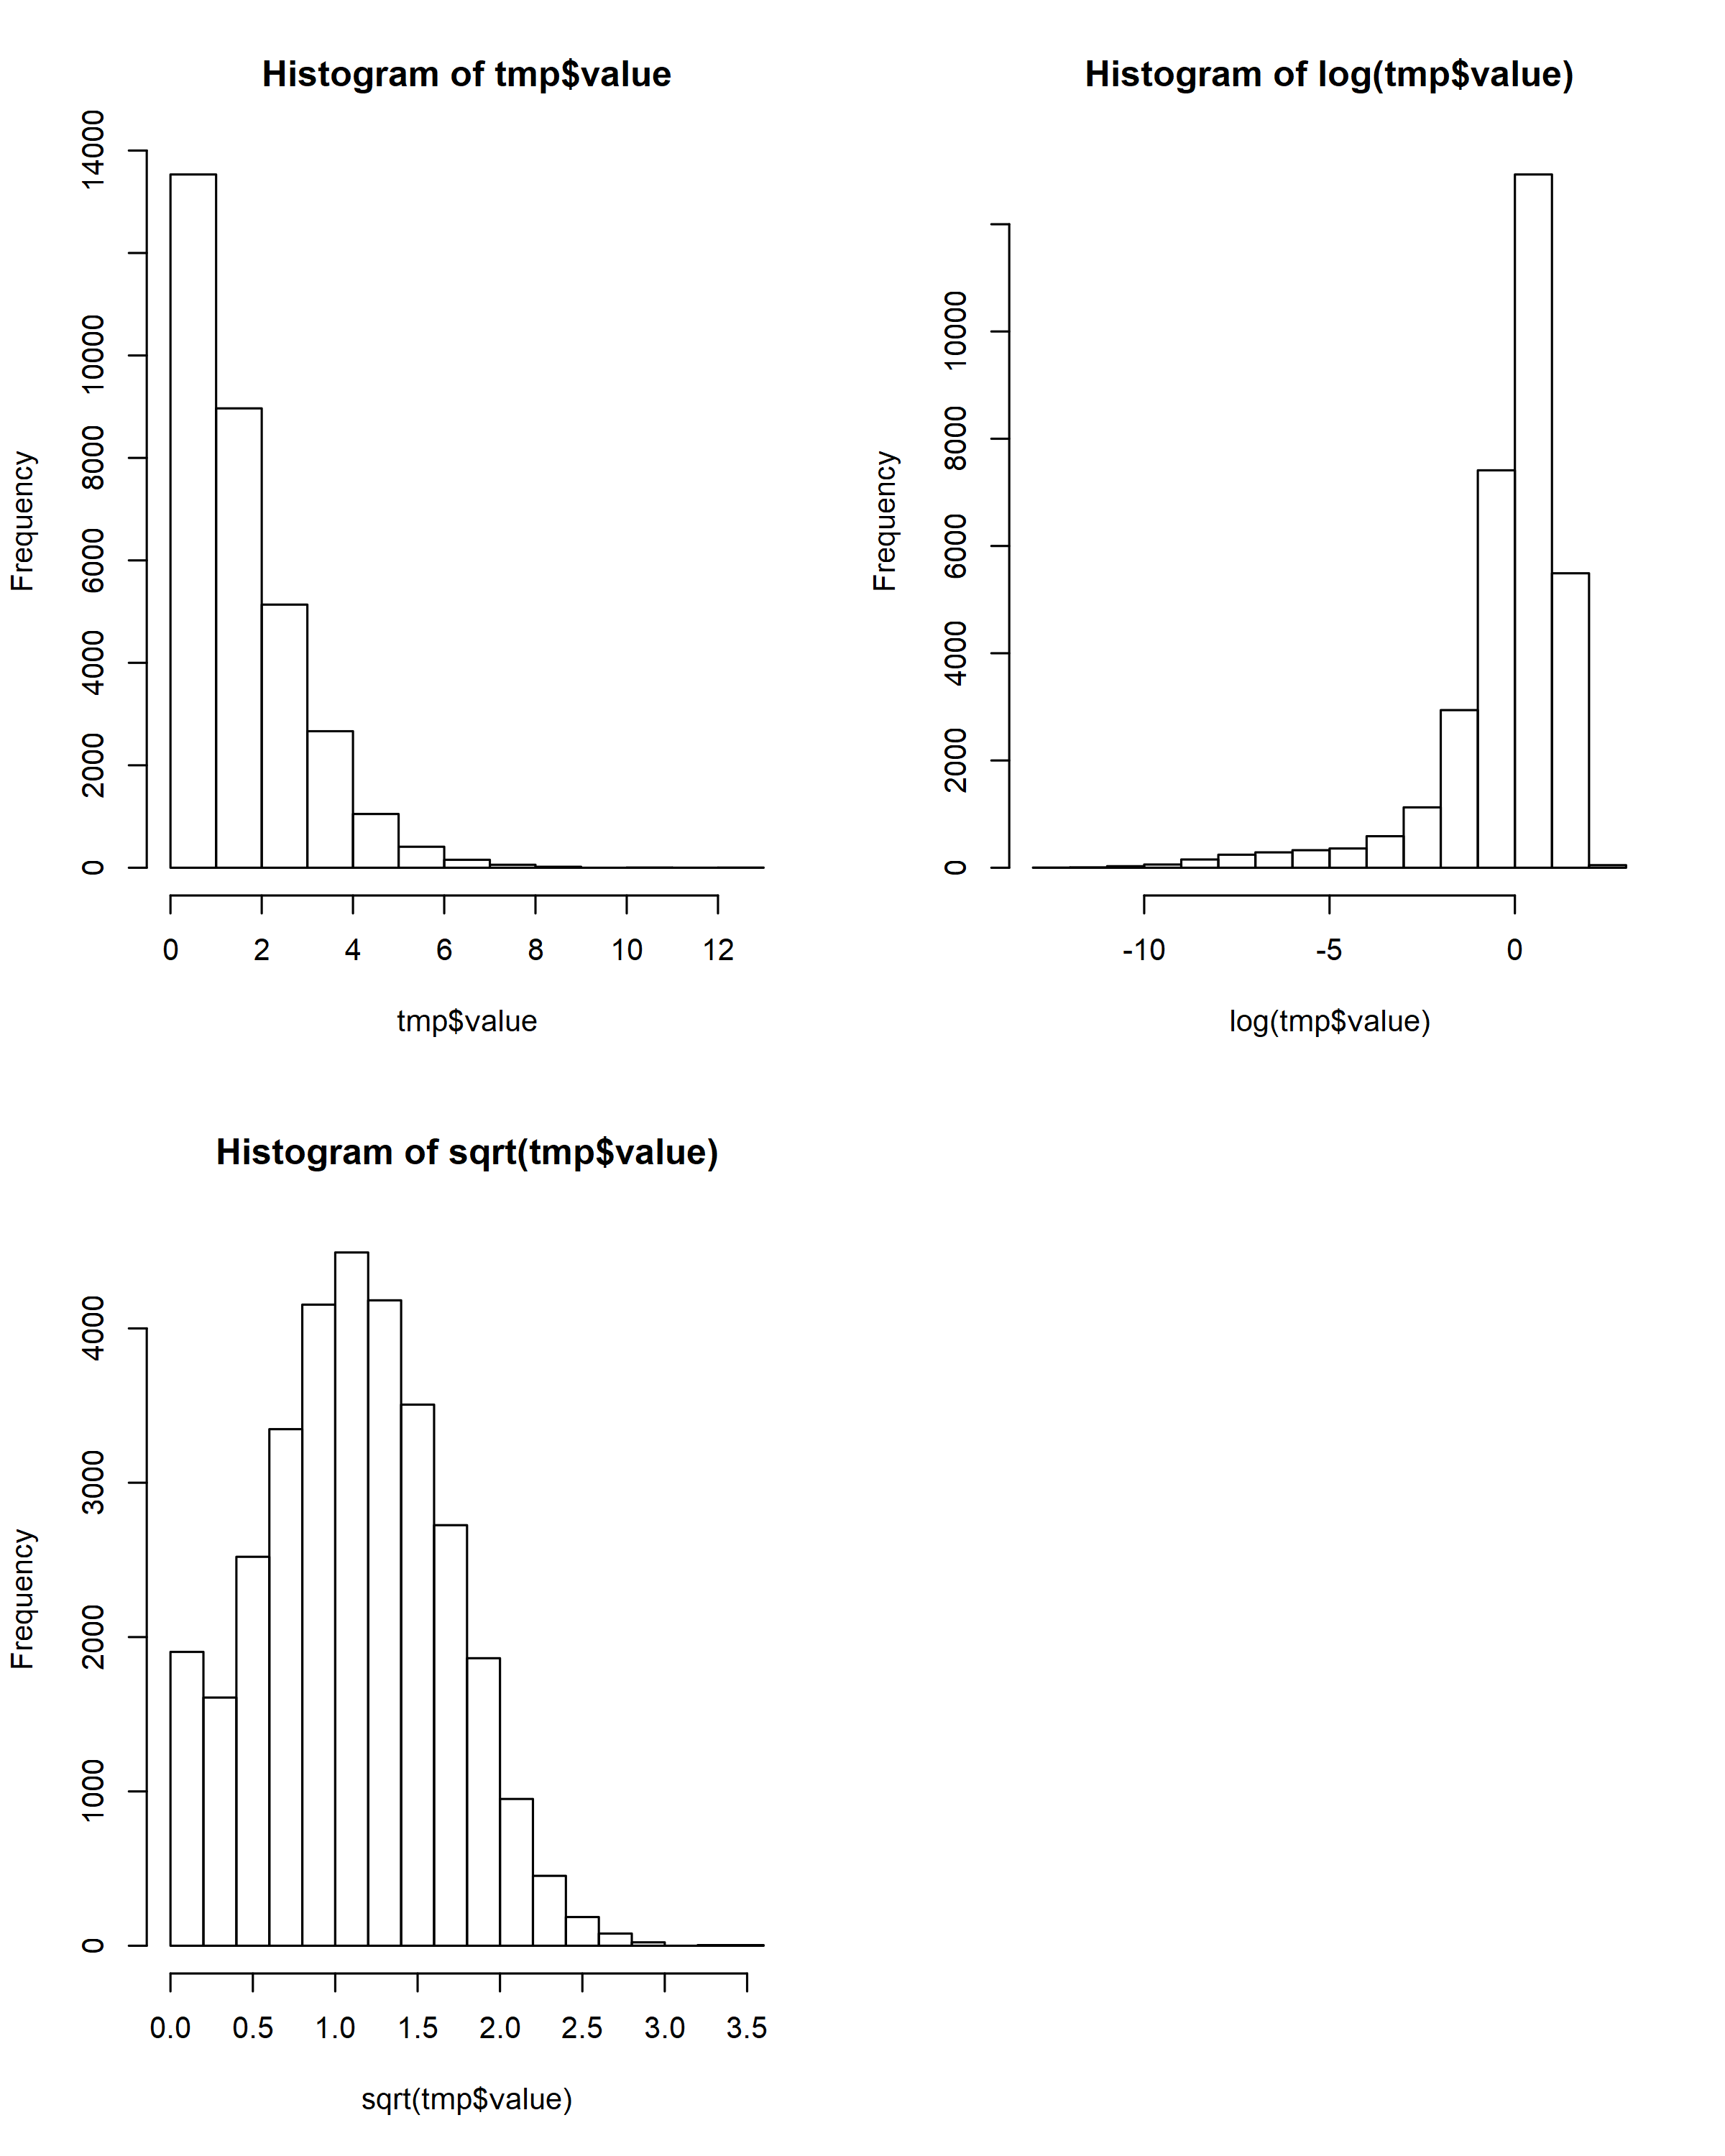 Histogram of tmp$value
Frequency
14000
10000
8000
6000
4000
2000
0
0 2 4 6 8 10 12
tmp$value
Histogram of log(tmp$value)
Frequency
10000
8000
6000
4000
2000
0
-10 -5 0
log(tmp$value)
Histogram of sqrt(tmp$value)
Frequency
4000
3000
2000
1000
0
0.0 0.5 1.0 1.5 2.0 2.5 3.0 3.5
sqrt(tmp$value)